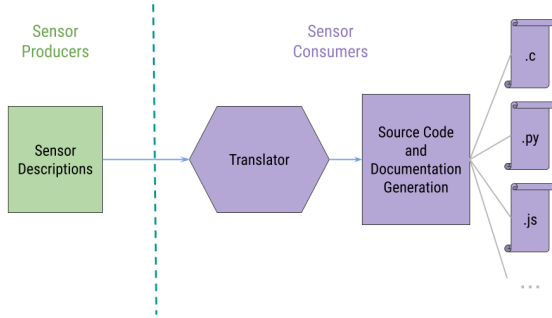 Sensor
Producers
Sensor
Consumers
Sensor
Descriptions
Translator
Source Code
and
Documentation
Generation
.c
.py
.js
...